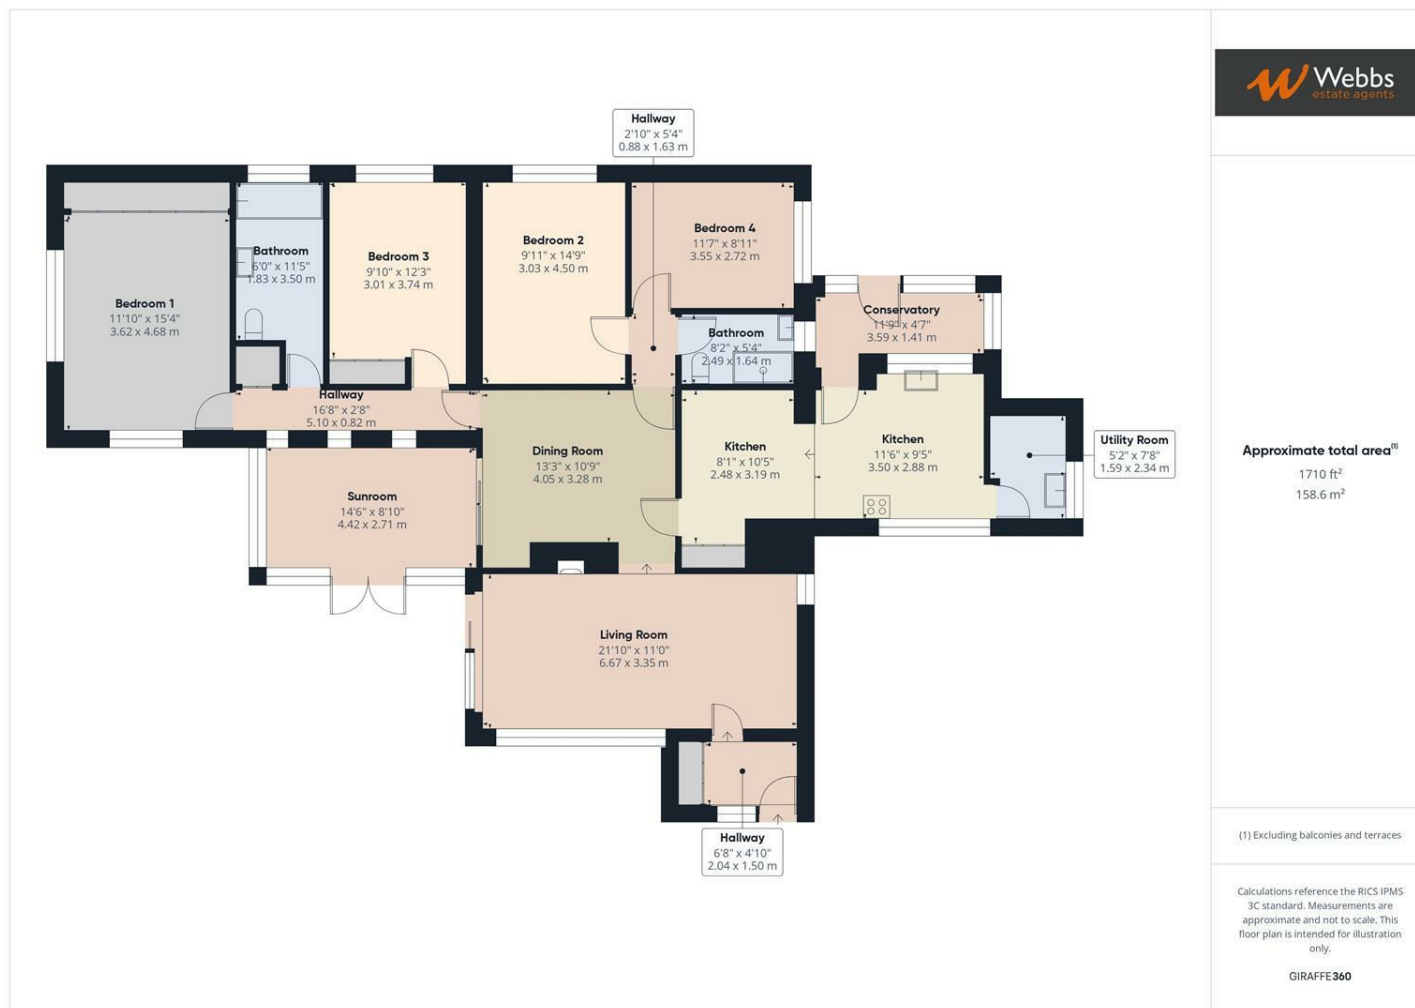 Webbs
estate agents
Hallway
2'10" x 5'4"
0.88 x 1.63 m
Bedroom 1
11'10" x 15'4"
3.62 x 4.68 m
Bathroom
6'0" x 11'5"
1.83 x 3.50 m
Bedroom 3
9'10" x 12'3"
3.01 x 3.74 m
Bedroom 2
9'11" x 14'9"
3.03 x 4.50 m
Bedroom 4
11'7" x 8'11"
3.55 x 2.72 m
Bathroom
8'2" x 5'4"
2.49 x 1.64 m
Conservatory
11'9" x 4'7"
3.59 x 1.41 m
Hallway
16'8" x 2'8"
5.10 x 0.82 m
Sunroom
14'6" x 8'10"
4.42 x 2.71 m
Dining Room
13'3" x 10'9"
4.05 x 3.28 m
Kitchen
8'1" x 10'5"
2.48 x 3.19 m
Kitchen
11'6" x 9'5"
3.50 x 2.88 m
Utility Room
5'2" x 7'8"
1.59 x 2.34 m
Living Room
21'10" x 11'0"
6.67 x 3.35 m
Hallway
6'8" x 4'10"
2.04 x 1.50 m
Approximate total area(1)
1710 ft²
158.6 m²
(1) Excluding balconies and terraces
Calculations reference the RICS IPMS
3C standard. Measurements are
approximate and not to scale. This
floor plan is intended for illustration
only.
GIRAFFE360